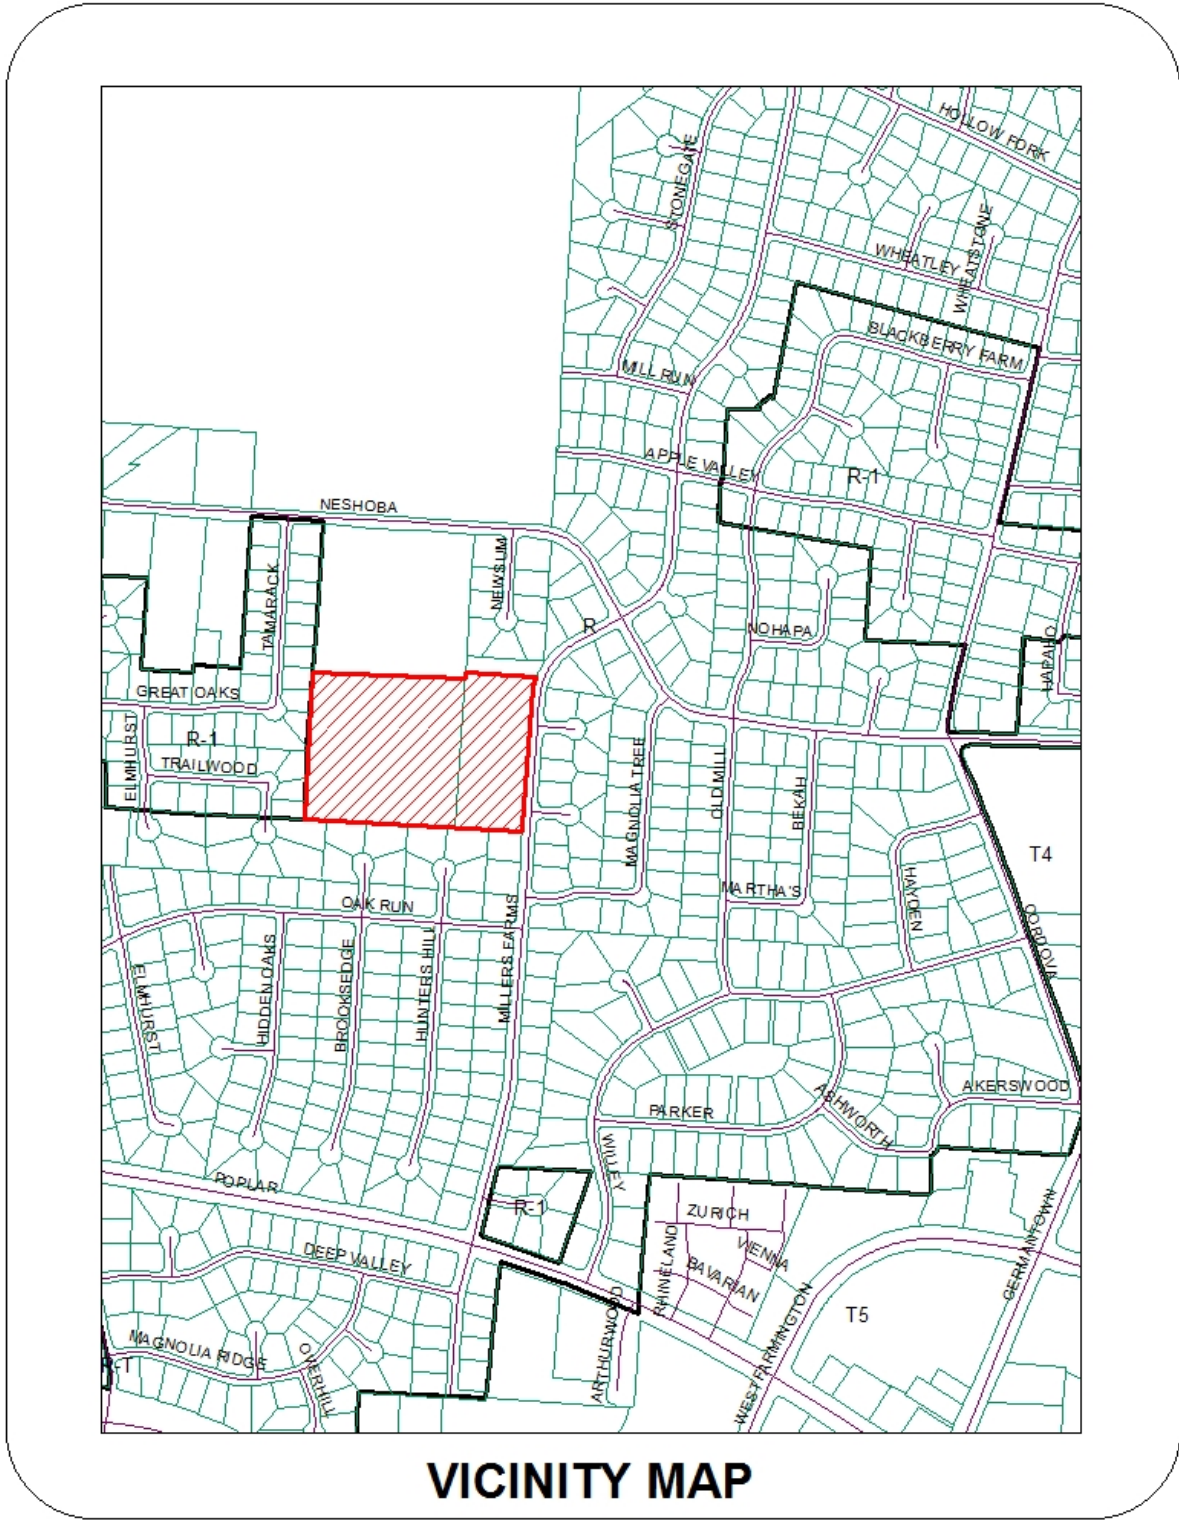 HOLLOW FORK
STONEGATE
WHEATSTONE
WHEATLEY
BLACKBERRY FARM
MILL RUN
APPLE VALLEY
R-1
NESHOBA
NEWSUM
TAMARACK
R
NOHAPA
HAPAHO
GREAT OAKS
ELMHURST
R-1
TRAILWOOD
MAGNOLIA TREE
OLD MILL
BEKAH
T4
MARTHA'S
HAYDEN
OAK RUN
CORDOVA
MILLERS FARMS
HIDDEN OAKS
BROOKSEDGE
HUNTERS HILL
ELMHURST
AKERSWOOD
PARKER
ASHWORTH
WILLEY
POPLAR
R-1
ZURICH
VIENNA
GERMANTOWN
DEEP VALLEY
RHINELAND
BAVARIAN
T5
WEST FARMINGTON
ARTHURWOOD
MAGNOLIA RIDGE
R-T
OVERHILL
VICINITY MAP